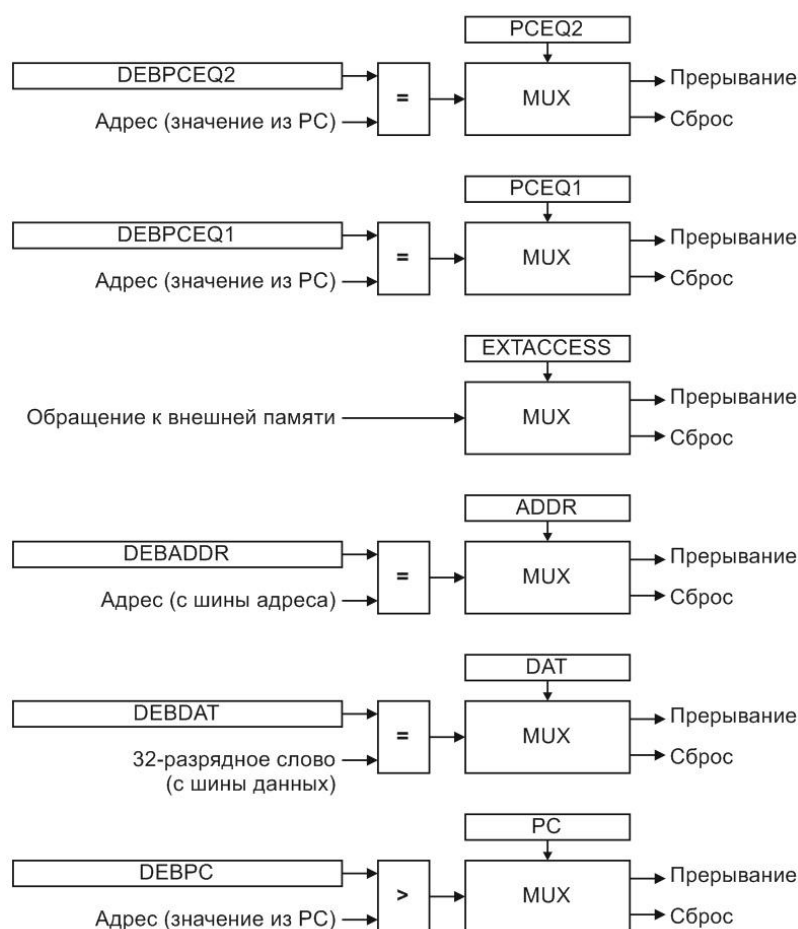 PCEQ2
DEBPCEQ2
Адрес (значение из PC)
=
MUX
Прерывание
Сброс
PCEQ1
DEBPCEQ1
Адрес (значение из PC)
=
MUX
Прерывание
Сброс
EXTACCESS
Обращение к внешней памяти
MUX
Прерывание
Сброс
ADDR
DEBADDR
Адрес (с шины адреса)
=
MUX
Прерывание
Сброс
DAT
DEBDAT
32-разрядное слово
(с шины данных)
=
MUX
Прерывание
Сброс
PC
DEBPC
Адрес (значение из PC)
>
MUX
Прерывание
Сброс